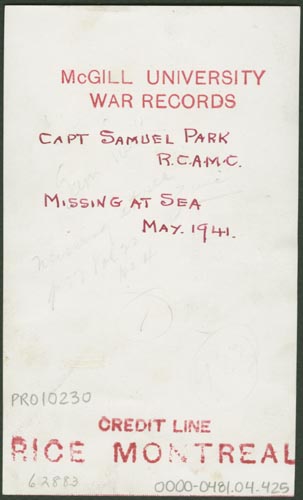 McGILL UNIVERSITY
WAR RECORDS
CAPT SAMUEL PARK
R.C.A.M.C.
MISSING AT SEA
MAY. 1941.
PRO10230
CREDIT LINE
RICE MONTREAL
62883
0000-0481.04.425